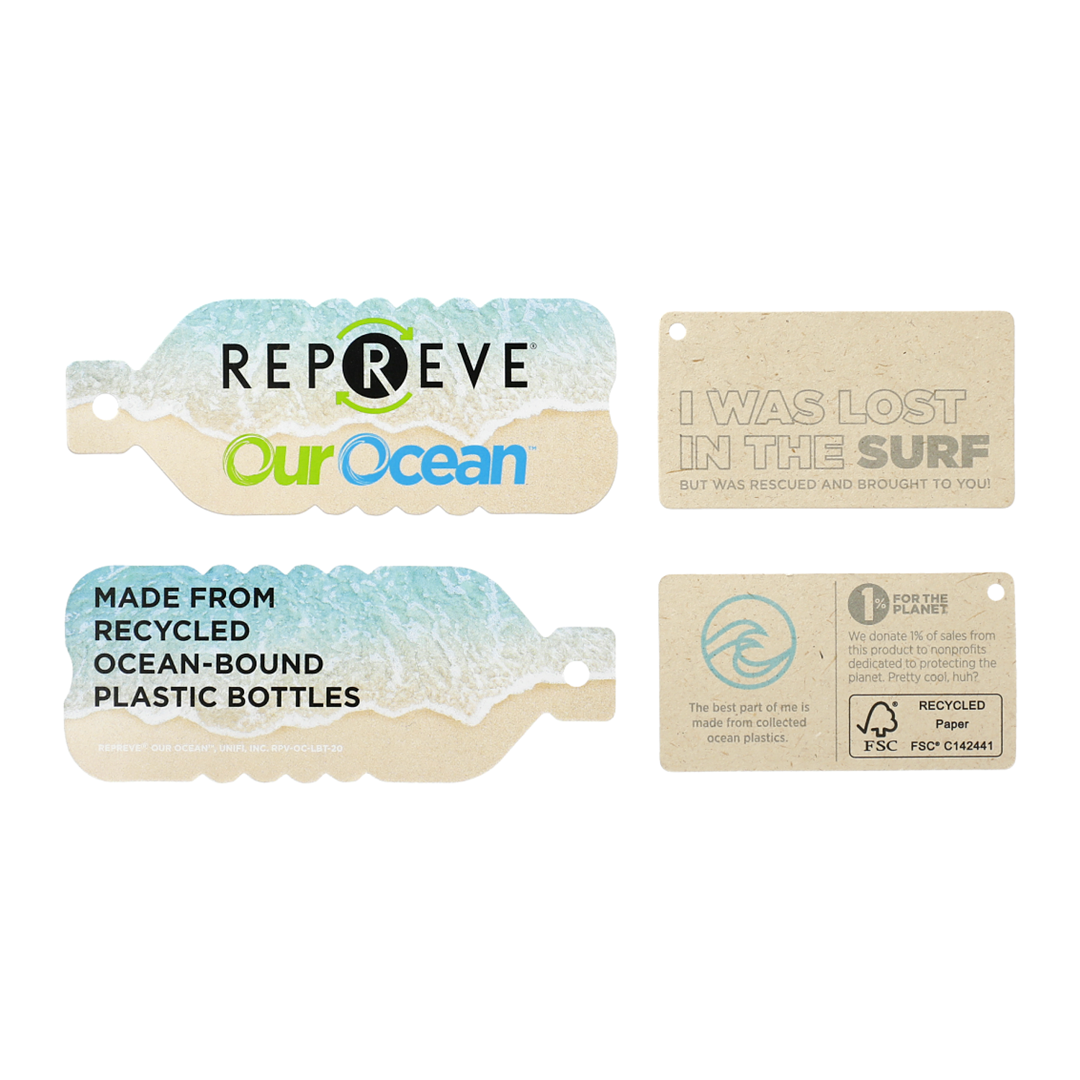 REPREVE®
OurOcean™
I WAS LOST
IN THE SURF
BUT WAS RESCUED AND BROUGHT TO YOU!
MADE FROM
RECYCLED
OCEAN-BOUND
PLASTIC BOTTLES
REPREVE® OUR OCEAN™, UNIFI, INC. RPV-OC-LBT-20
The best part of me is
made from collected
ocean plastics.
1% FOR THE
PLANET
We donate 1% of sales from
this product to nonprofits
dedicated to protecting the
planet. Pretty cool, huh?
FSC
RECYCLED
Paper
FSC® C142441